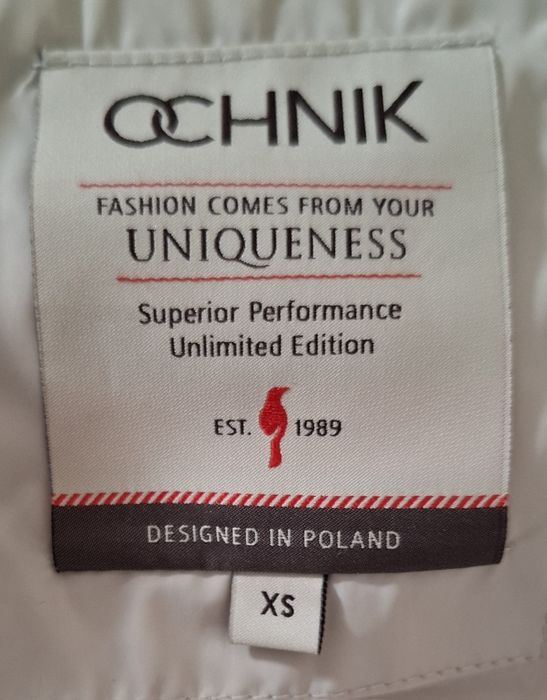 OCHNIK
FASHION COMES FROM YOUR
UNIQUENESS
Superior Performance
Unlimited Edition
EST. 1989
DESIGNED IN POLAND
XS